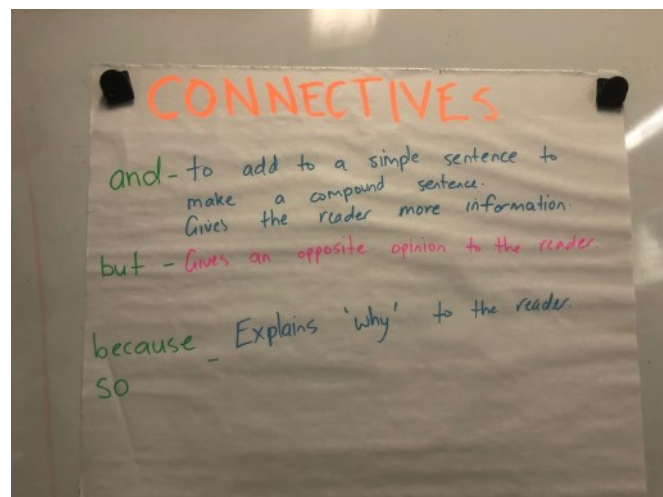 CONNECTIVES
and - to add to a simple sentence to
make a compound sentence.
Gives the reader more information.
but - Gives an opposite opinion to the reader.
because - Explains 'why' to the reader.
so